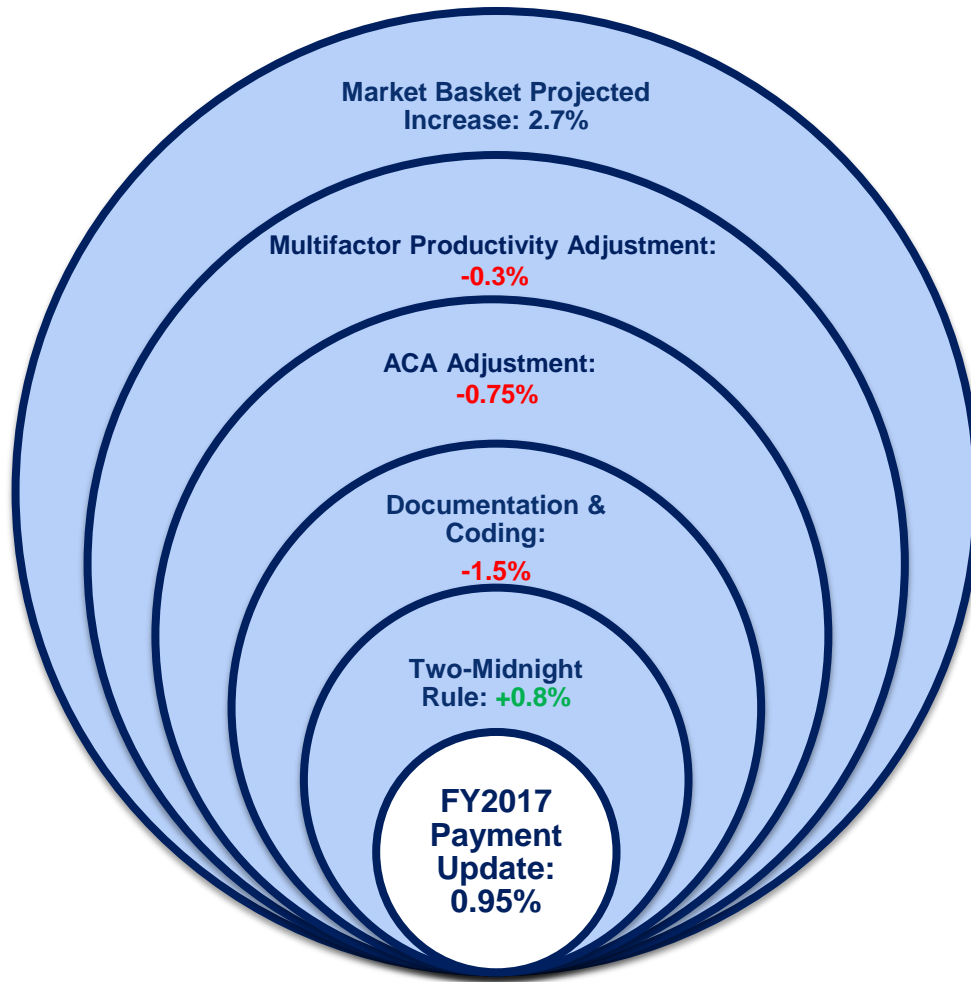 Market Basket Projected
Increase: 2.7%
Multifactor Productivity Adjustment:
-0.3%
ACA Adjustment:
-0.75%
Documentation &
Coding:
-1.5%
Two-Midnight
Rule: +0.8%
FY2017
Payment
Update:
0.95%